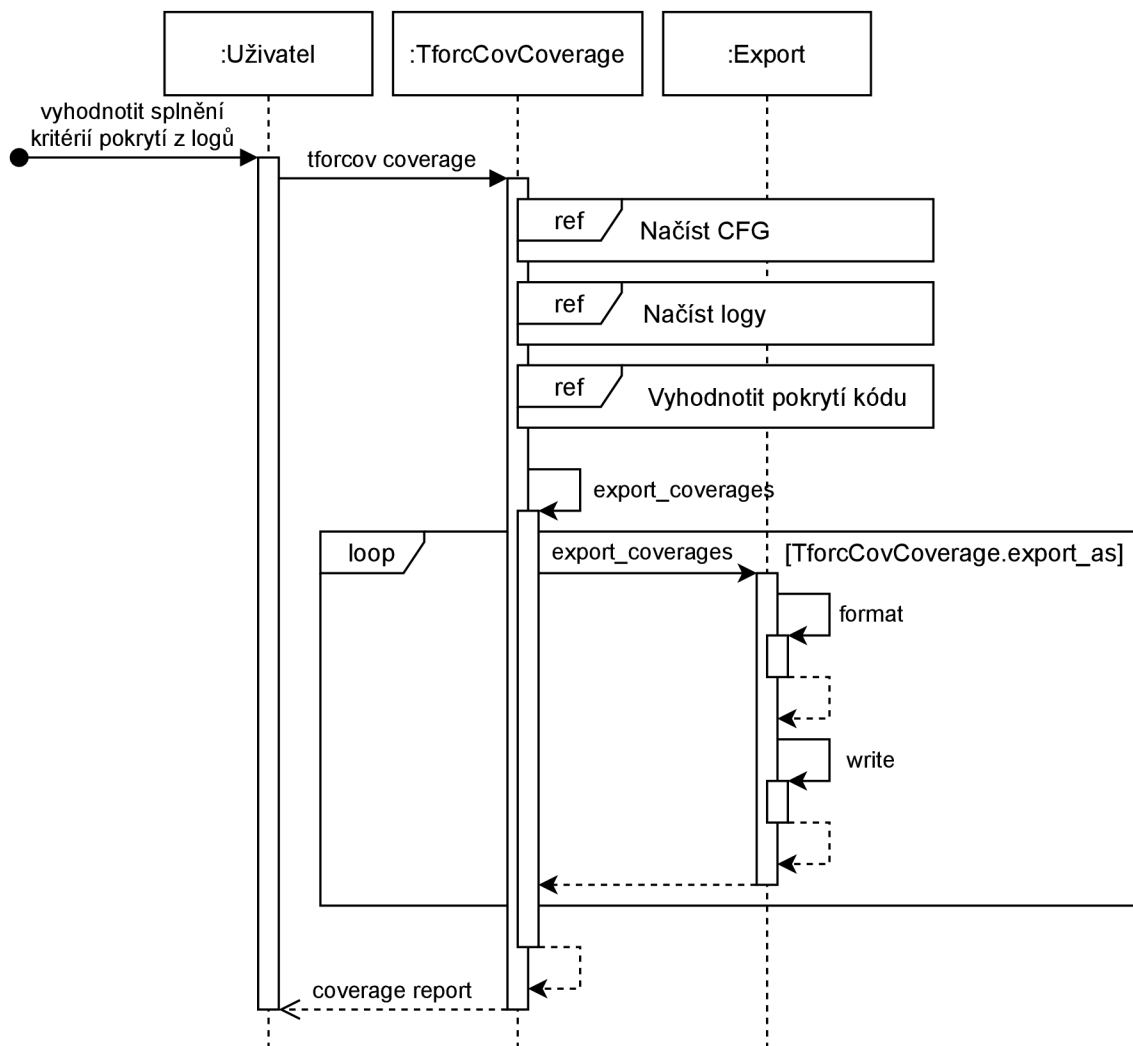 :Uživatel
:TforcCovCoverage
:Export
vyhodnotit splnění
kritérií pokrytí z logů
tforcov coverage
ref
Načíst CFG
ref
Načíst logy
ref
Vyhodnotit pokrytí kódu
export_coverages
loop
export_coverages
[TforcCovCoverage.export_as]
format
write
coverage report